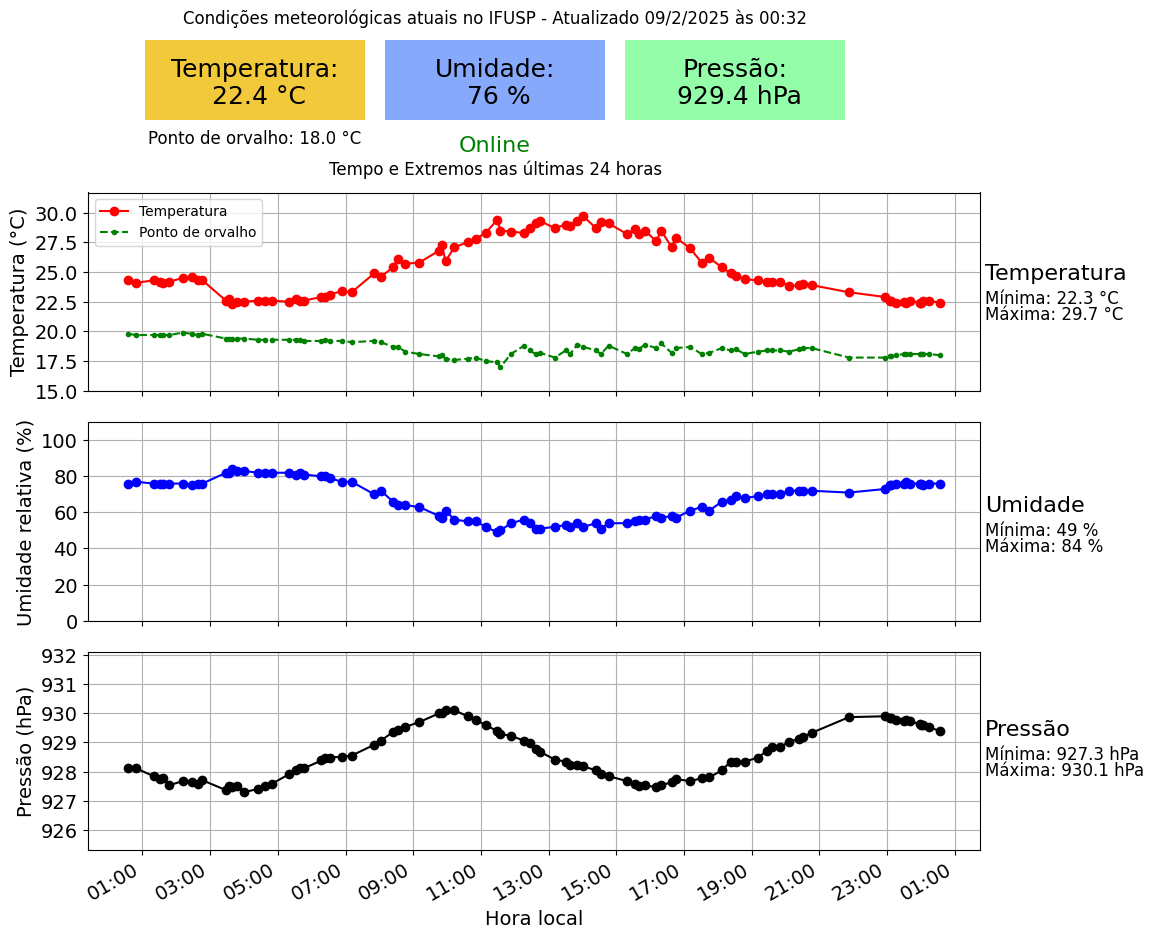 Condições meteorológicas atuais no IFUSP - Atualizado 09/2/2025 às 00:32
Temperatura:
22.4 °C
Umidade:
76 %
Pressão:
929.4 hPa
Ponto de orvalho: 18.0 °C
Online
Tempo e Extremos nas últimas 24 horas
Temperatura (°C)
30.0
27.5
25.0
22.5
20.0
17.5
15.0
Temperatura
Ponto de orvalho
Temperatura
Mínima: 22.3 °C
Máxima: 29.7 °C
Umidade relativa (%)
100
80
60
40
20
0
Umidade
Mínima: 49 %
Máxima: 84 %
Pressão (hPa)
932
931
930
929
928
927
926
Pressão
Mínima: 927.3 hPa
Máxima: 930.1 hPa
01:00 03:00 05:00 07:00 09:00 11:00 13:00 15:00 17:00 19:00 21:00 23:00 01:00
Hora local